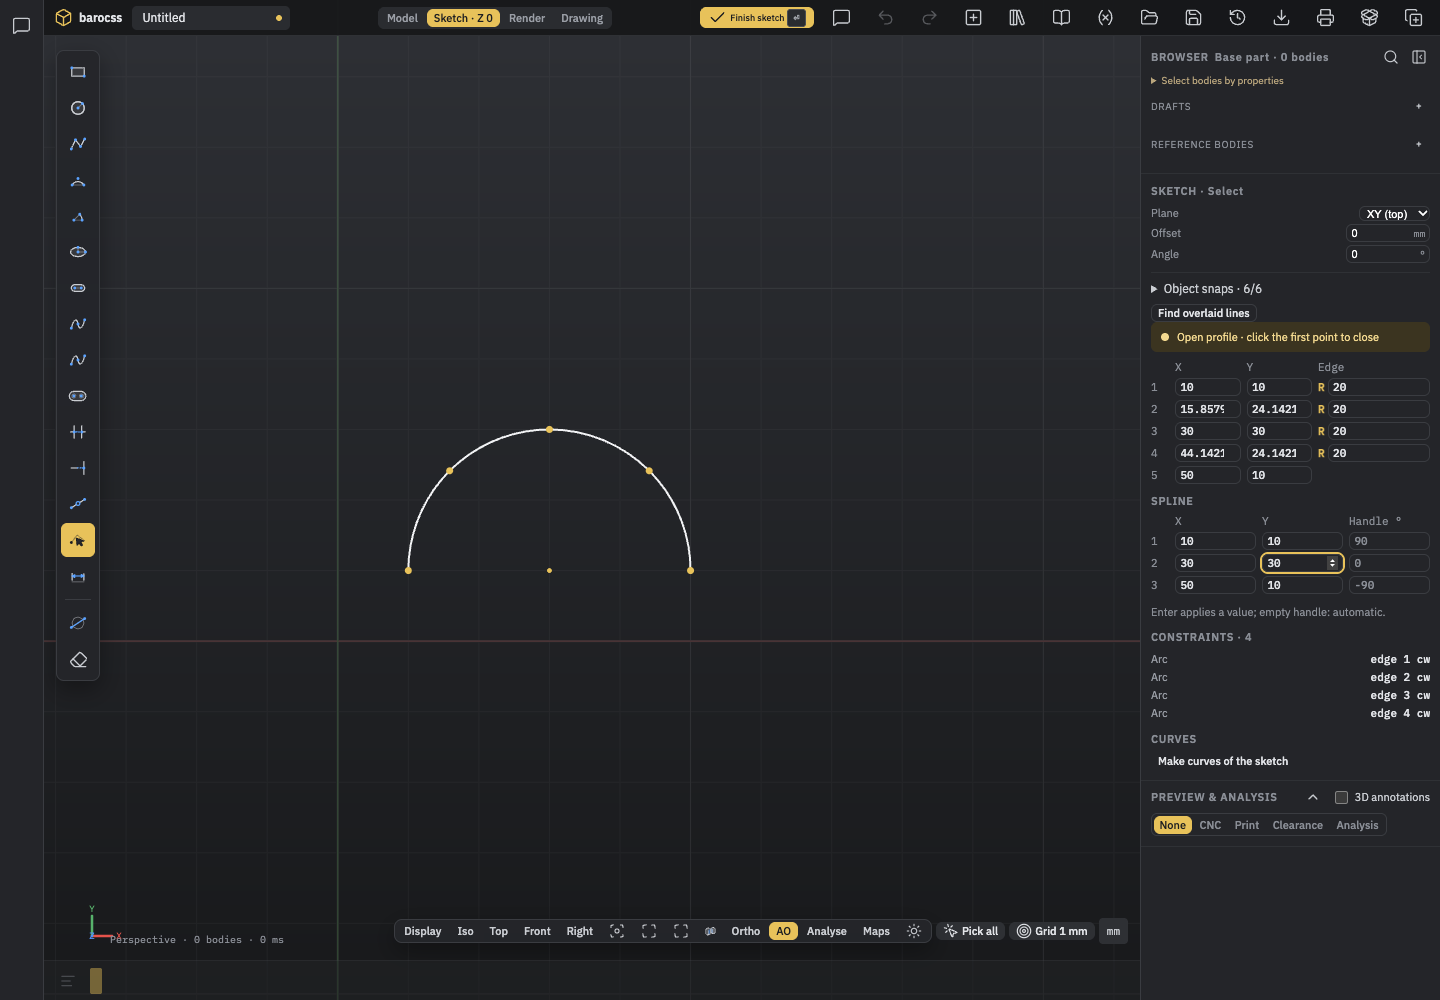 barocss
Untitled
Model
Sketch · Z 0
Render
Drawing
Finish sketch
BROWSER Base part · 0 bodies
Select bodies by properties
DRAFTS +
REFERENCE BODIES +
SKETCH · Select
Plane XY (top)
Offset 0 mm
Angle 0 °
Object snaps · 6/6
Find overlaid lines
Open profile · click the first point to close
X Y Edge
1 10 10 R 20
2 15.8579 24.1421 R 20
3 30 30 R 20
4 44.1421 24.1421 R 20
5 50 10
SPLINE
X Y Handle °
1 10 10 90
2 30 30 0
3 50 10 -90
Enter applies a value; empty handle: automatic.
CONSTRAINTS · 4
Arc edge 1 cw
Arc edge 2 cw
Arc edge 3 cw
Arc edge 4 cw
CURVES
Make curves of the sketch
PREVIEW & ANALYSIS 3D annotations
None CNC Print Clearance Analysis
Y
X
Z
Perspective · 0 bodies · 0 ms
Display Iso Top Front Right Ortho AO Analyse Maps Pick all Grid 1 mm mm